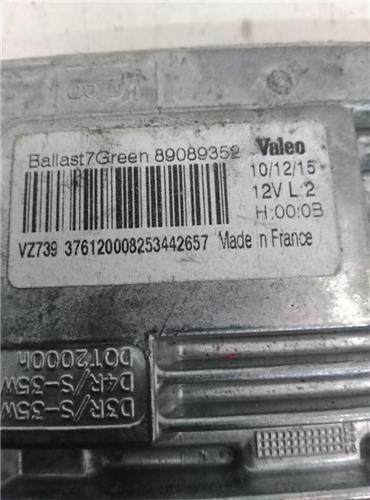 Valeo
Ballast7Green 89089352 Valeo
10/12/15
12V L:2
H:00:0B
VZ739 376120008253442657 Made in France
D3R/S-35W
D4R/S-35W
DOT2000h